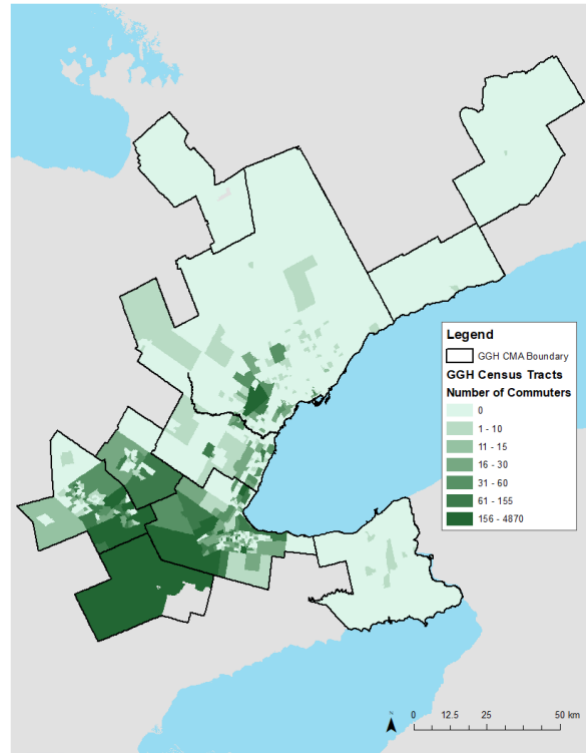 Legend
GGH CMA Boundary
GGH Census Tracts
Number of Commuters
0
1 - 10
11 - 15
16 - 30
31 - 60
61 - 155
156 - 4870
N
0 12.5 25 50 km